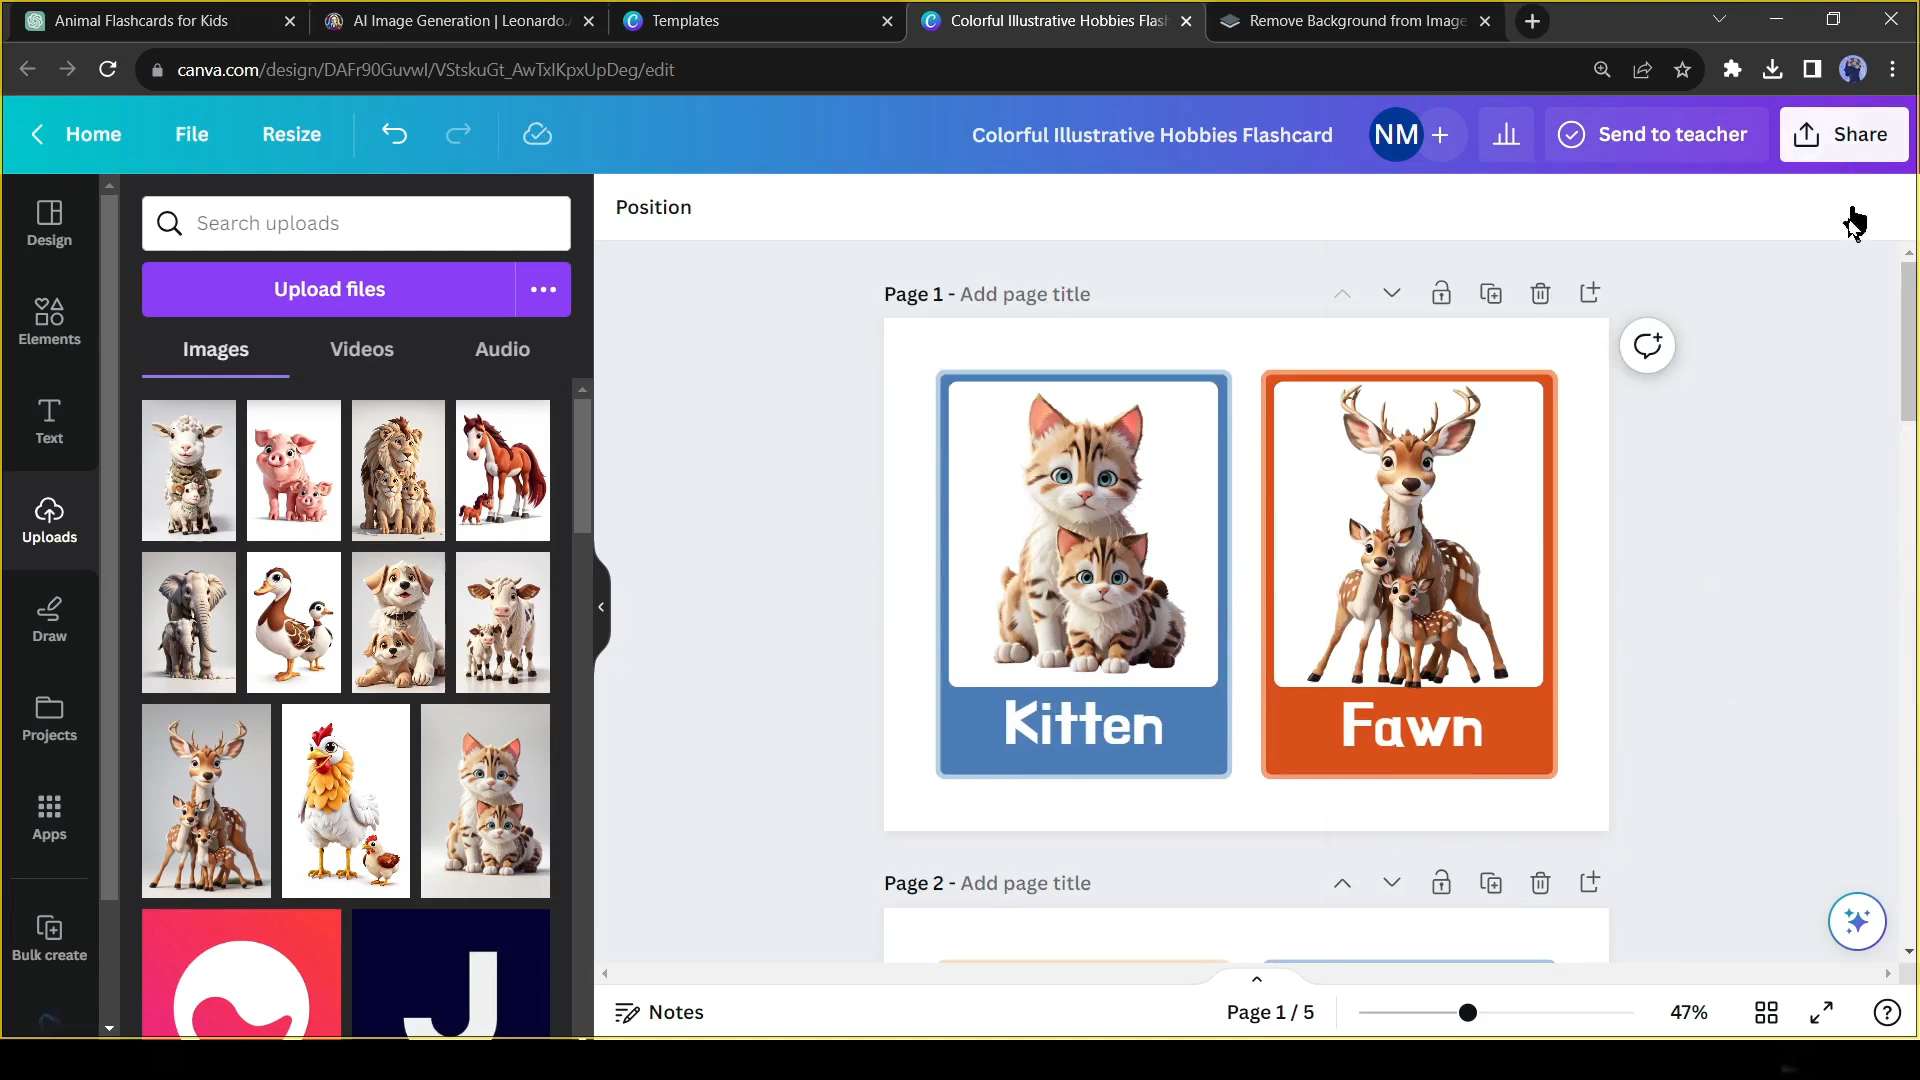 Animal Flashcards for Kids
AI Image Generation | Leonardo.
Templates
Colorful Illustrative Hobbies Flash
Remove Background from Image
canva.com/design/DAFr90GuvwI/VStskuGt_AwTxlKpxUpDeg/edit
Home
File
Resize
Colorful Illustrative Hobbies Flashcard
NM
Send to teacher
Share
Design
Elements
Text
Uploads
Draw
Projects
Apps
Bulk create
Search uploads
Upload files
Images
Videos
Audio
Position
Page 1 - Add page title
Kitten
Fawn
Page 2 - Add page title
Notes
Page 1 / 5
47%